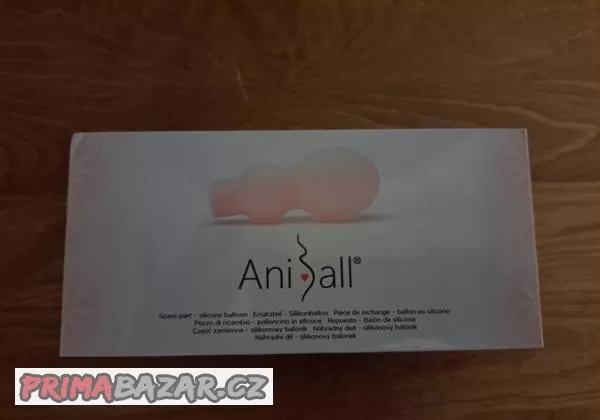 AniBall®
Spare part - silicone balloon Ersatzteil - Silikonballon Pièce de rechange - ballon en silicone
Pezzo di ricambio - palloncino in silicone Repuesto - Balón de silicona
Część zamienna - silikonowy balonik Náhradný diel - silikónový balónik
Náhradní díl - silikonový balonek
PRIMABAZAR.CZ